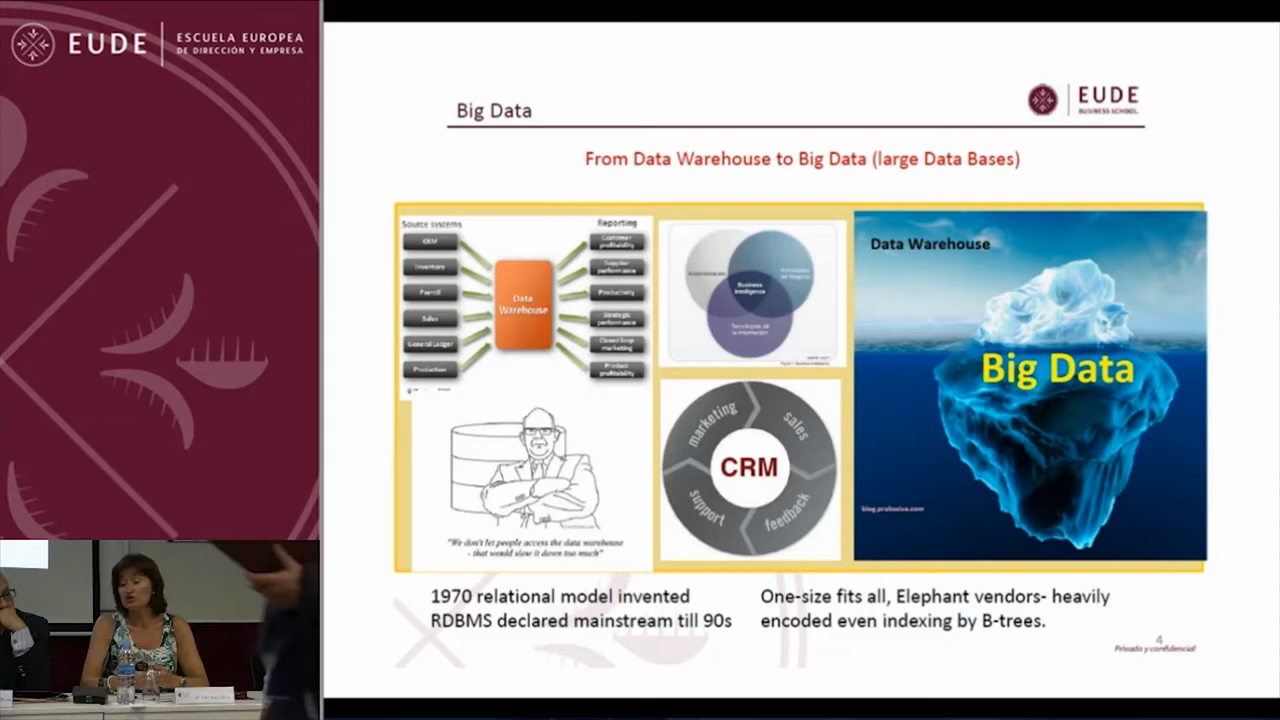 EUDE
ESCUELA EUROPEA
DE DIRECCIÓN Y EMPRESA
Big Data
EUDE
BUSINESS SCHOOL
From Data Warehouse to Big Data (large Data Bases)
Source systems
CRM
Inventory
Payroll
Sales
General Ledger
Production
Data
Warehouse
Reporting
Customer
profitability
Supplier
performance
Productivity
Strategic
performance
Closed loop
marketing
Product
profitability
Business
Intelligence
Tecnologías de
la Información
Data Warehouse
Big Data
blog.prabasiva.com
marketing
sales
CRM
support
feedback
"We don't let people access the data warehouse
- that would slow it down too much"
1970 relational model invented
RDBMS declared mainstream till 90s
One-size fits all, Elephant vendors- heavily
encoded even indexing by B-trees.
4
Privado y confidencial